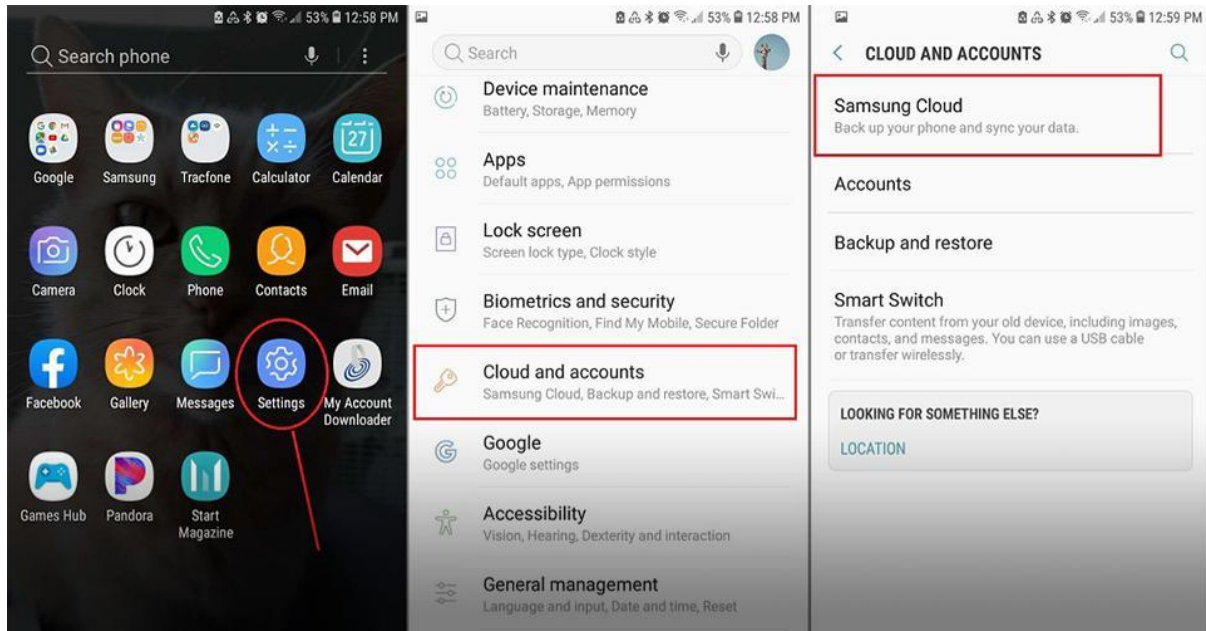 53% 12:58 PM
Search phone
Google Samsung Tracfone Calculator Calendar
27
Camera Clock Phone Contacts Email
Facebook Gallery Messages Settings My Account
Downloader
Games Hub Pandora Start
Magazine
53% 12:58 PM
Search
Device maintenance
Battery, Storage, Memory
Apps
Default apps, App permissions
Lock screen
Screen lock type, Clock style
Biometrics and security
Face Recognition, Find My Mobile, Secure Folder
Cloud and accounts
Samsung Cloud, Backup and restore, Smart Swi...
Google
Google settings
Accessibility
Vision, Hearing, Dexterity and interaction
General management
Language and input, Date and time, Reset
53% 12:59 PM
CLOUD AND ACCOUNTS
Samsung Cloud
Back up your phone and sync your data.
Accounts
Backup and restore
Smart Switch
Transfer content from your old device, including images,
contacts, and messages. You can use a USB cable
or transfer wirelessly.
LOOKING FOR SOMETHING ELSE?
LOCATION